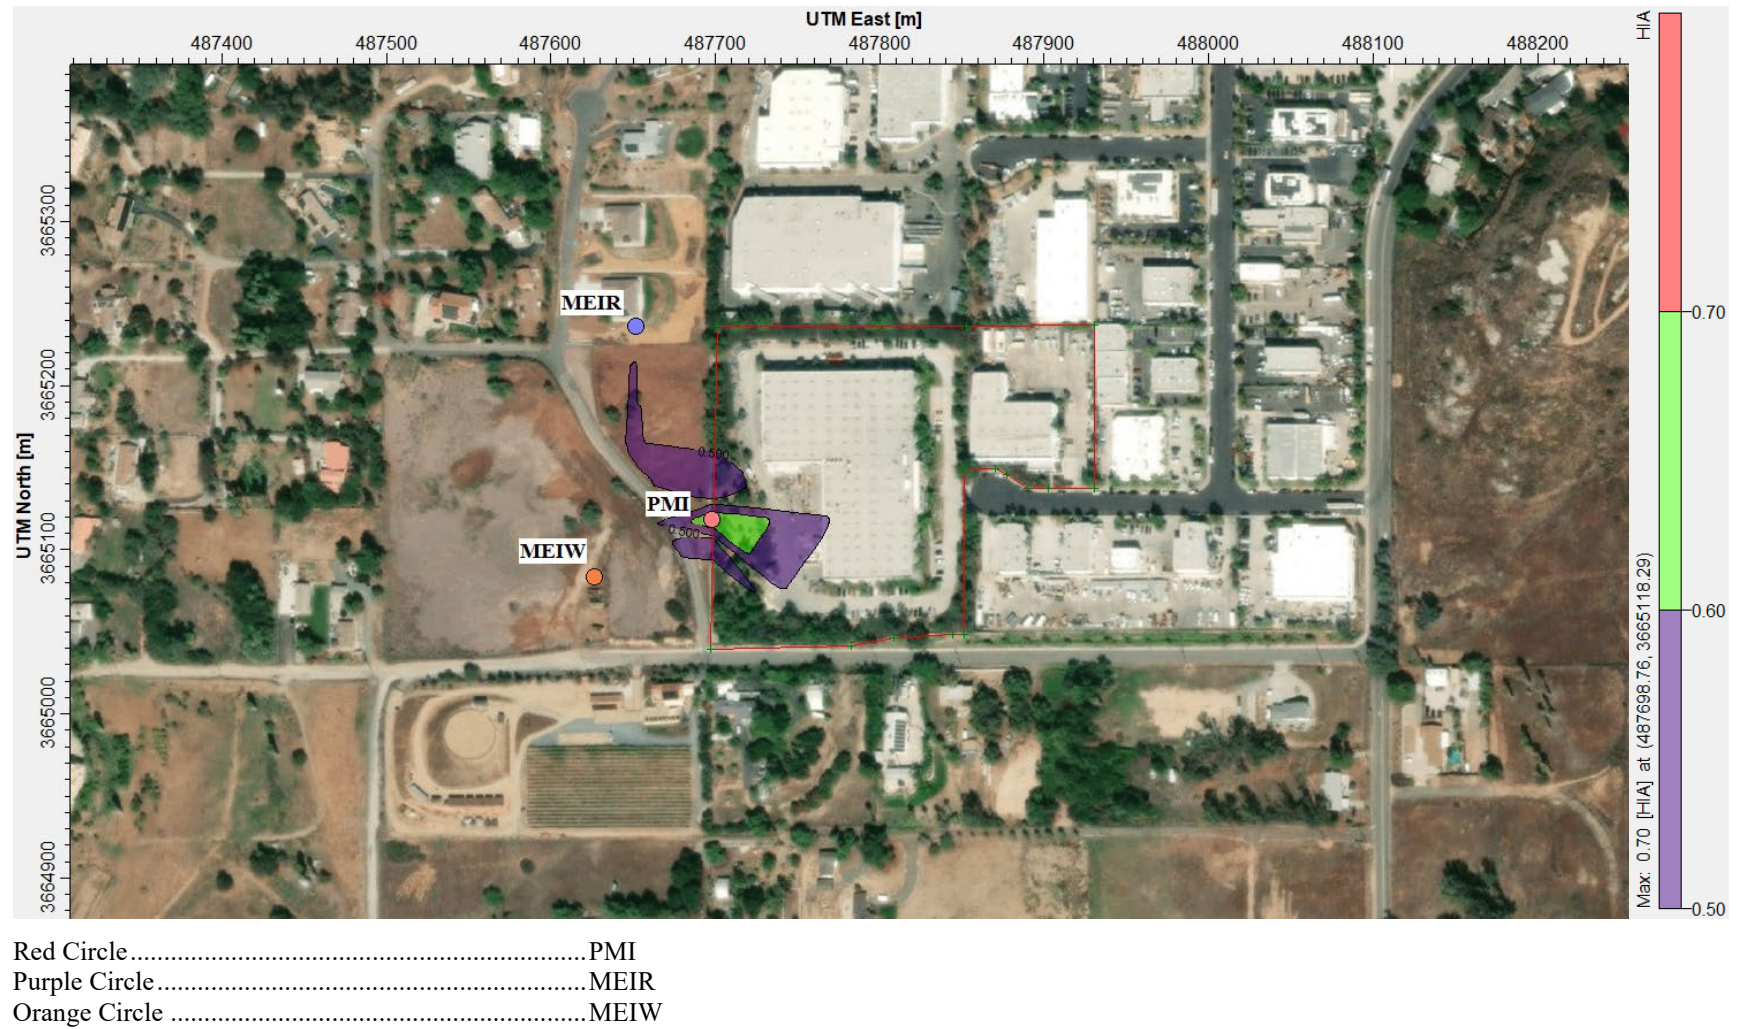 UTM East [m]
487400 487500 487600 487700 487800 487900 488000 488100 488200
HIA
3665300
MEIR
0.70
3665200
UTM North [m]
0.500
PMI
3665100
0.500
MEIW
0.60
3665000
3664900
Max: 0.70 [HIA] at (487698.76, 3665118.29)
0.50
Red Circle......................................................................PMI
Purple Circle..................................................................MEIR
Orange Circle ................................................................MEIW